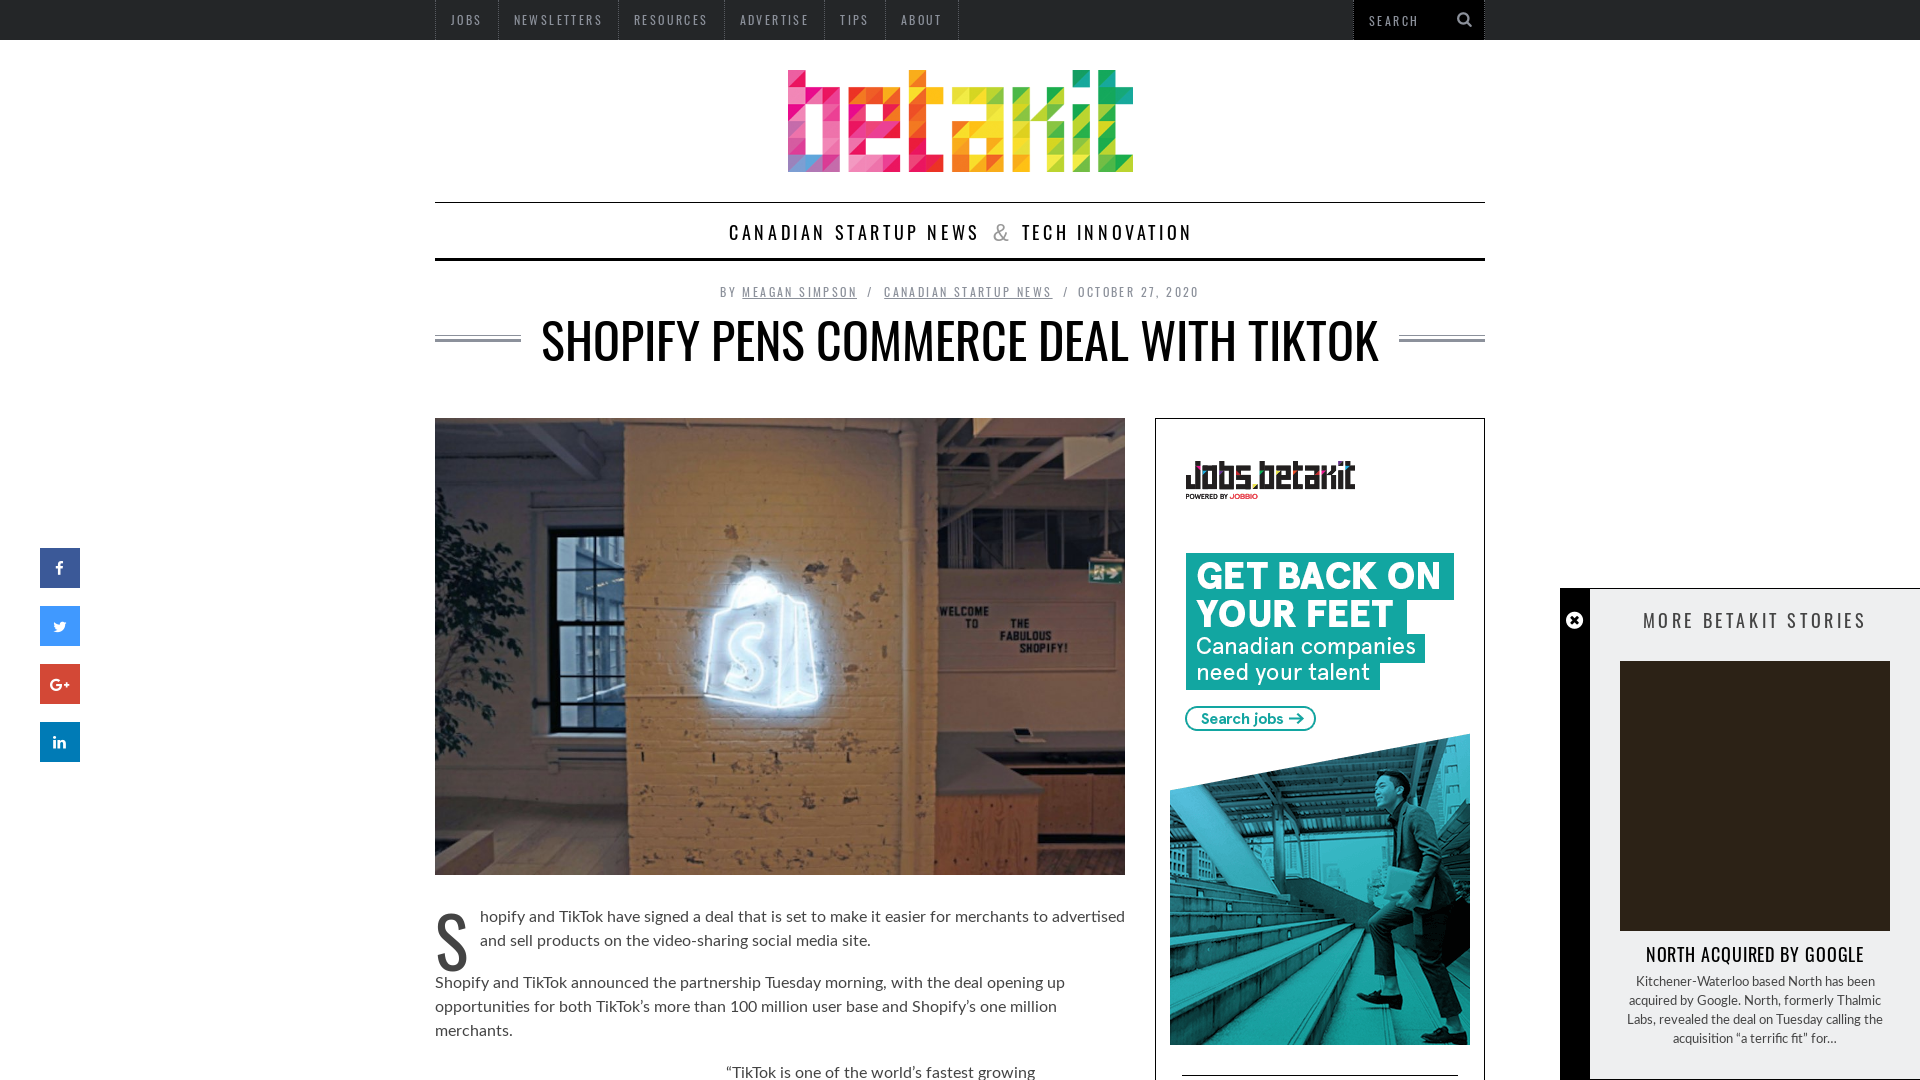 JOBS NEWSLETTERS RESOURCES ADVERTISE TIPS ABOUT SEARCH
betakit
CANADIAN STARTUP NEWS & TECH INNOVATION
BY MEAGAN SIMPSON / CANADIAN STARTUP NEWS / OCTOBER 27, 2020
SHOPIFY PENS COMMERCE DEAL WITH TIKTOK
WELCOME
TO THE
FABULOUS
SHOPIFY!
Shopify and TikTok have signed a deal that is set to make it easier for merchants to advertised
and sell products on the video-sharing social media site.
Shopify and TikTok announced the partnership Tuesday morning, with the deal opening up
opportunities for both TikTok’s more than 100 million user base and Shopify’s one million
merchants.
“TikTok is one of the world’s fastest growing
Jobs.betakit
POWERED BY JOBBIO
GET BACK ON
YOUR FEET
Canadian companies
need your talent
Search jobs →
MORE BETAKIT STORIES
NORTH ACQUIRED BY GOOGLE
Kitchener-Waterloo based North has been
acquired by Google. North, formerly Thalmic
Labs, revealed the deal on Tuesday calling the
acquisition “a terrific fit” for...